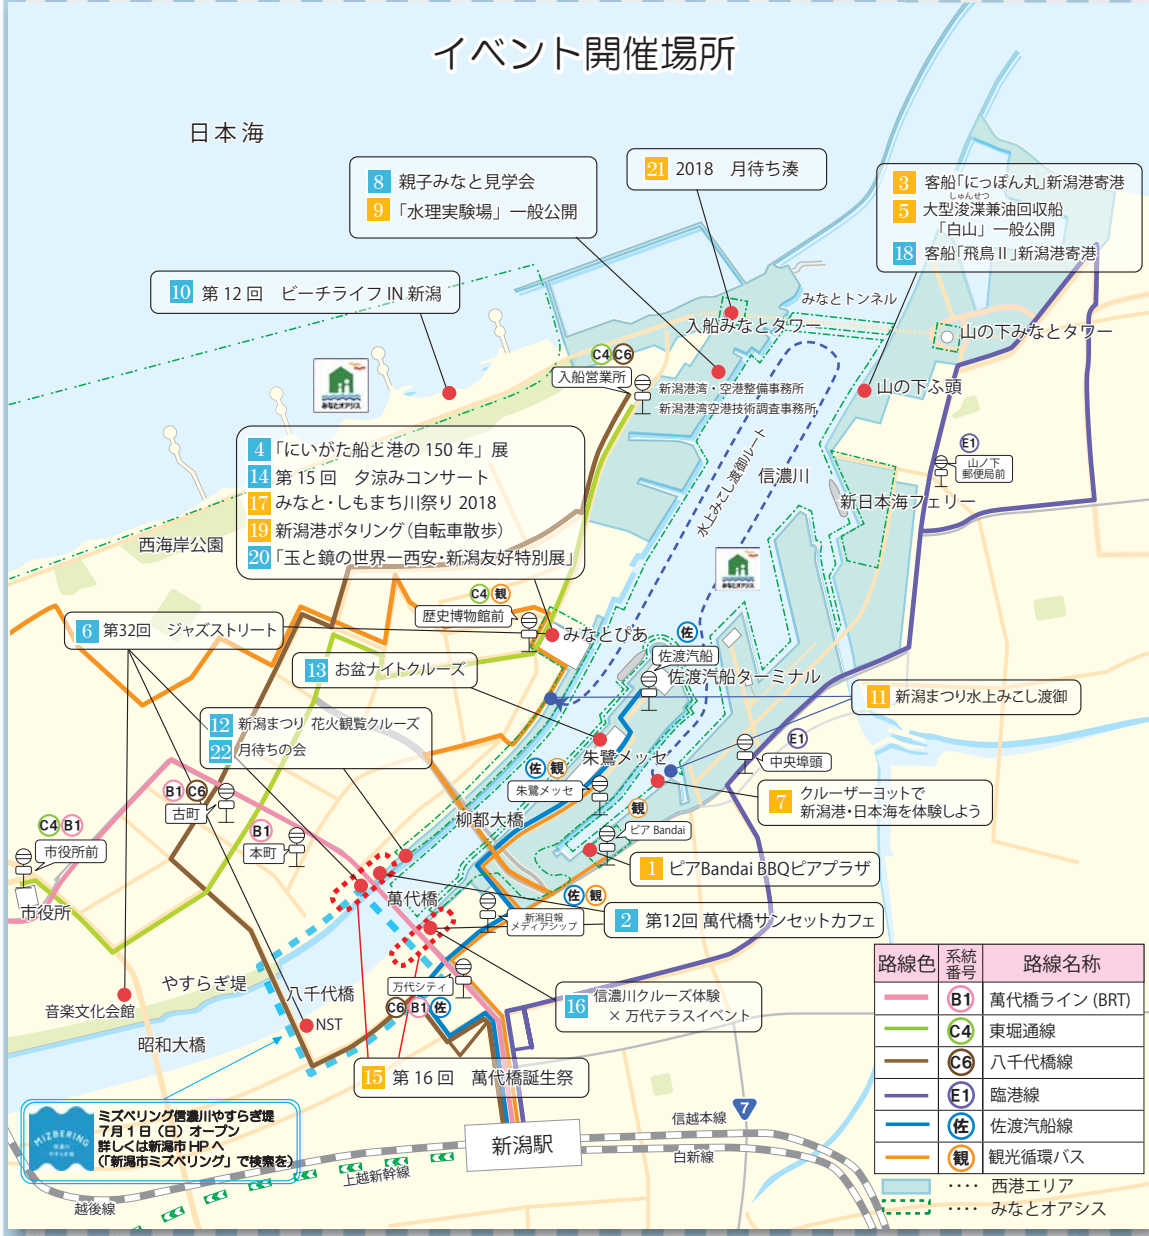 イベント開催場所
日本海
8 親子みなと見学会
9 「水理実験場」一般公開
21 2018 月待ち湊
3 客船「にっぽん丸」新潟港寄港
しゅんせつ
5 大型浚渫兼油回収船
「白山」一般公開
18 客船「飛鳥Ⅱ」新潟港寄港
10 第12回 ビーチライフ IN 新潟
みなとトンネル
入船みなとタワー
山の下みなとタワー
C4 C6
入船営業所
新潟港湾・空港整備事務所
新潟港湾空港技術調査事務所
山の下ふ頭
みなとオアシス
4 「にいがた船と港の150年」展
14 第15回 夕涼みコンサート
17 みなと・しもまち川祭り 2018
19 新潟港ポタリング(自転車散歩)
20 「玉と鏡の世界ー西安・新潟友好特別展」
水上みこし渡御ルート
信濃川
E1
山ノ下
郵便局前
新日本海フェリー
西海岸公園
みなとオアシス
C4 観
歴史博物館前
6 第32回 ジャズストリート
みなとぴあ
佐
佐渡汽船
佐渡汽船ターミナル
13 お盆ナイトクルーズ
11 新潟まつり水上みこし渡御
12 新潟まつり 花火観覧クルーズ
22 月待ちの会
朱鷺メッセ
佐 観
朱鷺メッセ
E1
中央埠頭
7 クルーザーヨットで
新潟港・日本海を体験しよう
B1 C6
古町
B1
本町
C4 B1
市役所前
市役所
柳都大橋
観
ピア Bandai
1 ピアBandai BBQピアプラザ
萬代橋
佐 観
新潟日報
メディアシップ
2 第12回 萬代橋サンセットカフェ
やすらぎ堤
八千代橋
万代シティ
C6 B1 佐
音楽文化会館
NST
昭和大橋
16 信濃川クルーズ体験
× 万代テラスイベント
15 第16回 萬代橋誕生祭
MIZBERING
信濃川
やすらぎ堤
ミズベリング信濃川やすらぎ堤
7月1日（日）オープン
詳しくは新潟市HPへ
(「新潟市ミズベリング」で検索を)
新潟駅
信越本線
7
白新線
上越新幹線
越後線
路線色 系統番号 路線名称
B1 萬代橋ライン (BRT)
C4 東堀通線
C6 八千代橋線
E1 臨港線
佐 佐渡汽船線
観 観光循環バス
‥‥ 西港エリア
‥‥ みなとオアシス